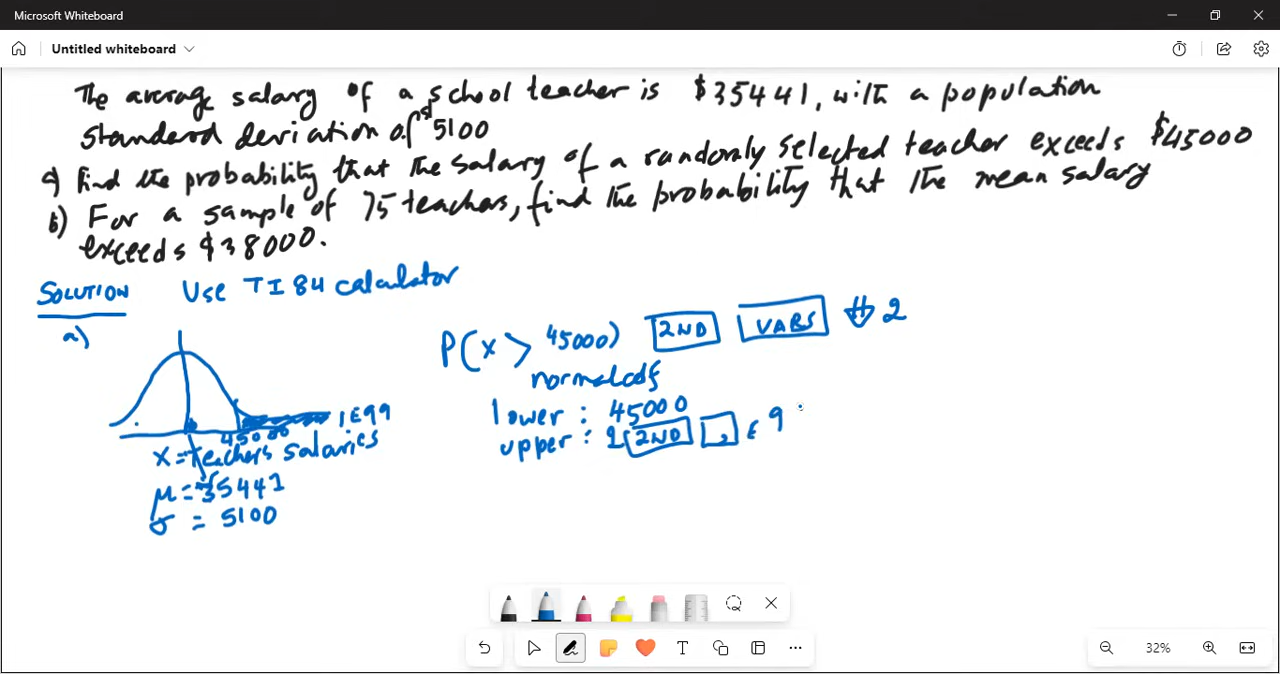 Microsoft Whiteboard
Untitled whiteboard
The average salary of a school teacher is $35441, with a population
standard deviation of $5100
a) Find the probability that the salary of a randomly selected teacher exceeds $45000
b) For a sample of 75 teachers, find the probability that the mean salary
exceeds $38000.
SOLUTION Use TI 84 calculator
a)
P(x > 45000) 2ND VARS # 2
normalcdf
lower : 45000
upper : 1 2ND , E 9
45000 1E99
x = teachers salaries
μ = 35441
σ = 5100
32%